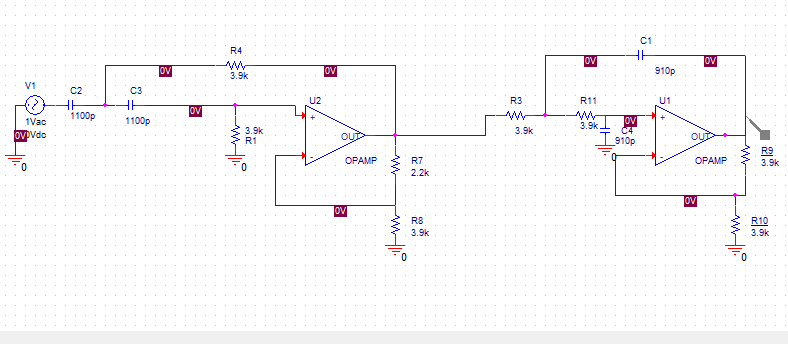 C1
R4
0V
0V
0V
0V
3.9k
910p
V1
C2
C3
U2
R3
R11
U1
1100p
1100p
0V
+
+
1Vac
0Vdc
0V
3.9k
R1
3.9k
3.9k
0V
C4
910p
OUT
OUT
R9
3.9k
-
-
OPAMP
OPAMP
0
0
0
R7
2.2k
0V
0V
R8
3.9k
R10
3.9k
0
0